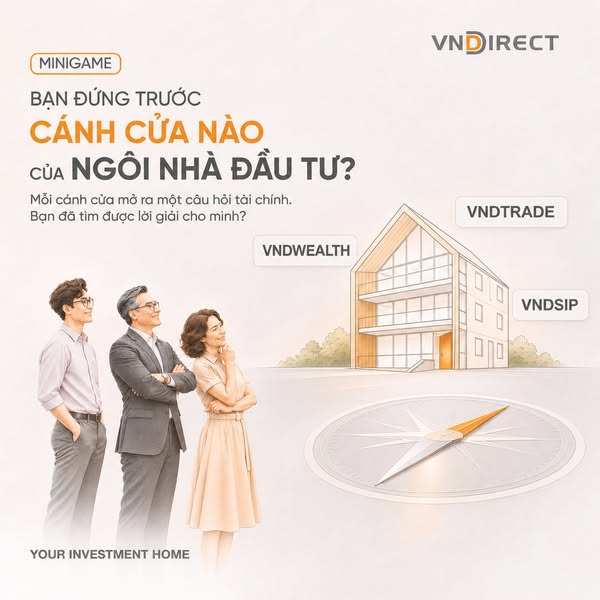 VNDIRECT
MINIGAME
BẠN ĐỨNG TRƯỚC
CÁNH CỬA NÀO
CỦA NGÔI NHÀ ĐẦU TƯ?
Mỗi cánh cửa mở ra một câu hỏi tài chính.
Bạn đã tìm được lời giải cho mình?
VNDTRADE
VNDWEALTH
VNDSIP
YOUR INVESTMENT HOME